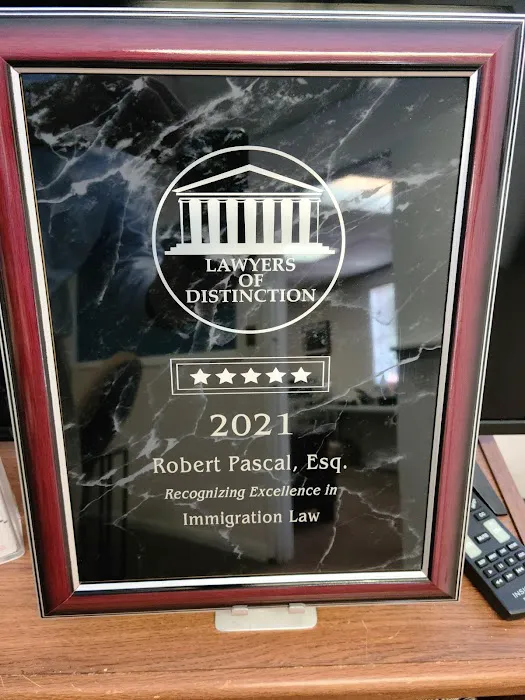 LAWYERS
OF
DISTINCTION
2021
Robert Pascal, Esq.
Recognizing Excellence in
Immigration Law